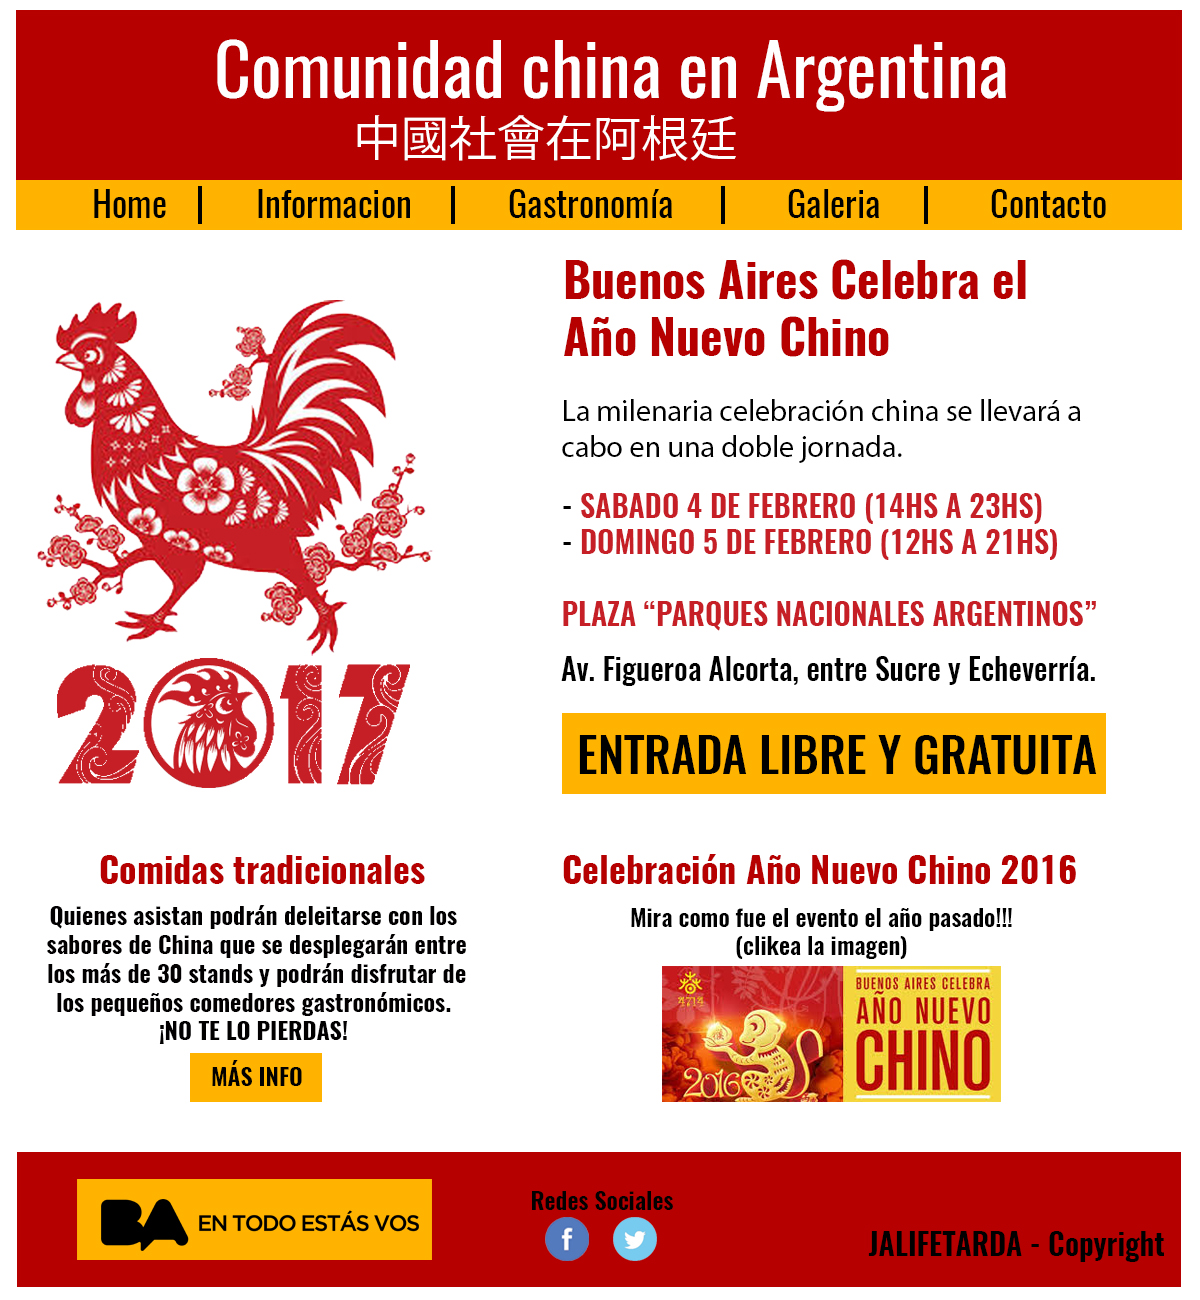 Comunidad china en Argentina
中國社會在阿根廷
Home | Informacion | Gastronomía | Galeria | Contacto
Buenos Aires Celebra el
Año Nuevo Chino
La milenaria celebración china se llevará a
cabo en una doble jornada.
- SABADO 4 DE FEBRERO (14HS A 23HS)
- DOMINGO 5 DE FEBRERO (12HS A 21HS)
PLAZA “PARQUES NACIONALES ARGENTINOS”
Av. Figueroa Alcorta, entre Sucre y Echeverría.
ENTRADA LIBRE Y GRATUITA
2017
Comidas tradicionales
Quienes asistan podrán deleitarse con los
sabores de China que se desplegarán entre
los más de 30 stands y podrán disfrutar de
los pequeños comedores gastronómicos.
¡NO TE LO PIERDAS!
MÁS INFO
Celebración Año Nuevo Chino 2016
Mira como fue el evento el año pasado!!!
(clikea la imagen)
4714
2016
BUENOS AIRES CELEBRA
AÑO NUEVO
CHINO
BA EN TODO ESTÁS VOS
Redes Sociales
f
JALIFETARDA - Copyright